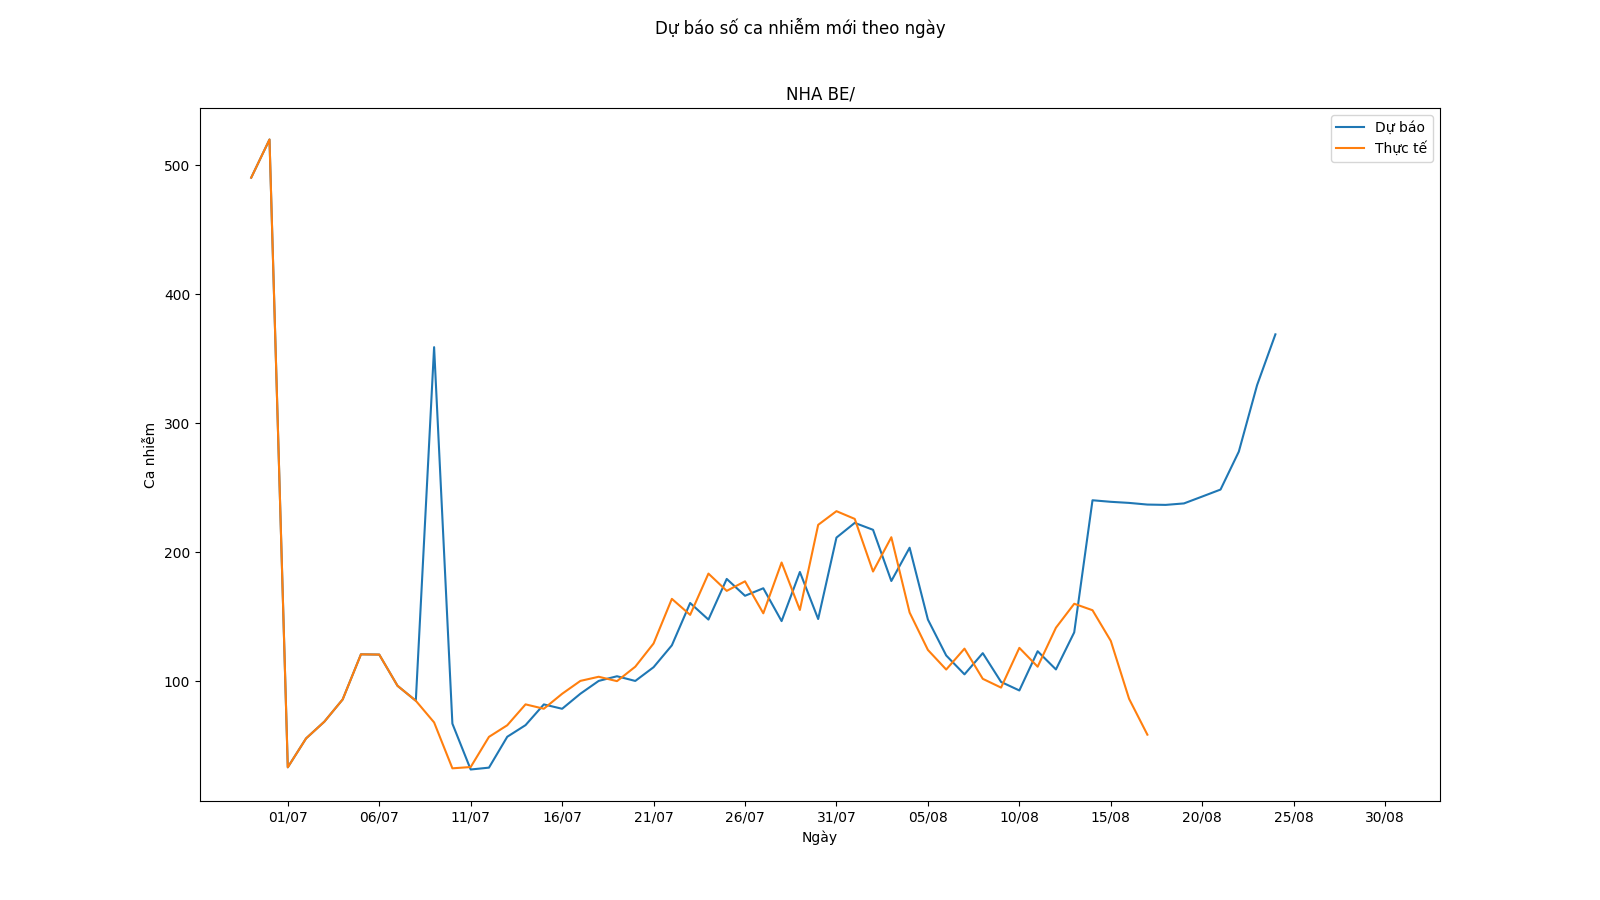 Dự báo số ca nhiễm mới theo ngày
NHA BE/
Dự báo
Thực tế
500
400
300
200
100
Ca nhiễm
01/07 06/07 11/07 16/07 21/07 26/07 31/07 05/08 10/08 15/08 20/08 25/08 30/08
Ngày